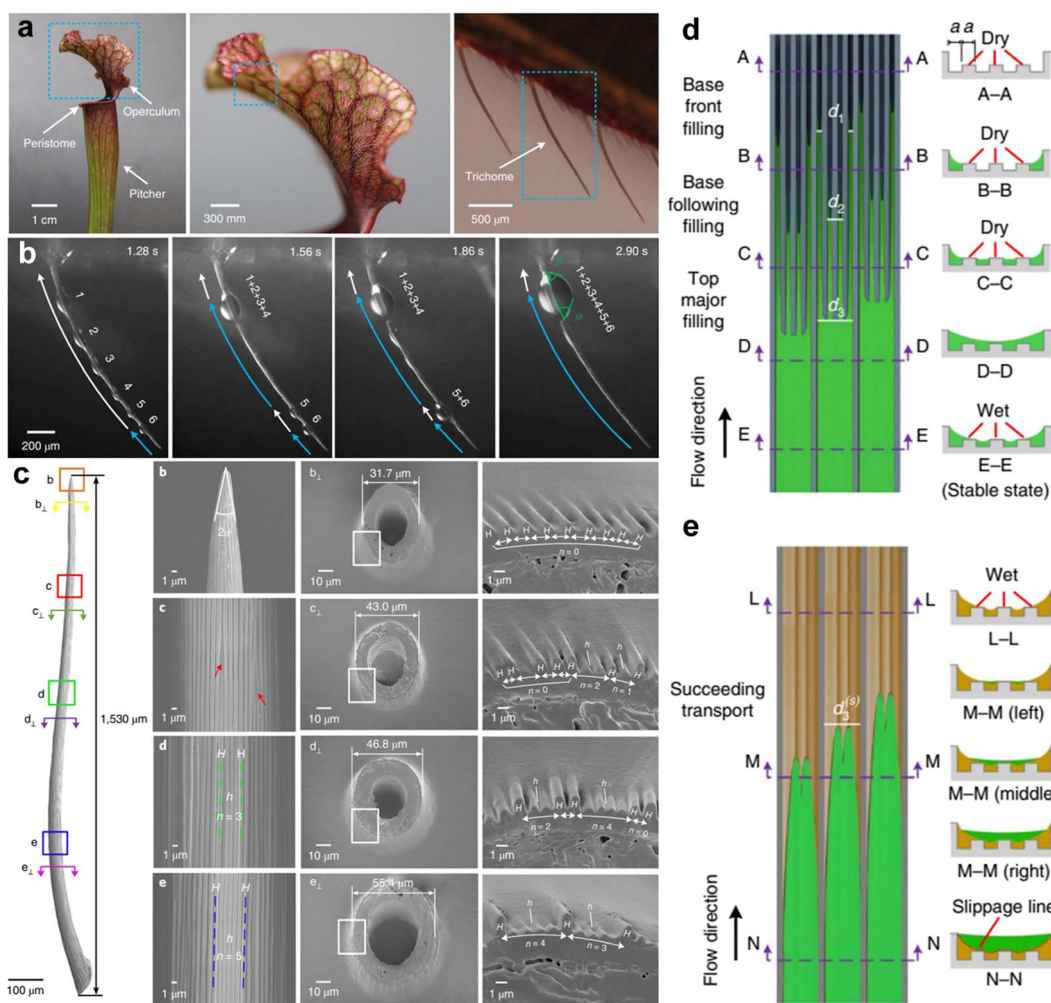 a
Operculum
Peristome
Pitcher
1 cm
300 mm
Trichome
500 μm
b
1.28 s
1
2
3
4
5
6
200 μm
1.56 s
1+2+3+4
5
6
1.86 s
1+2+3+4
5+6
2.90 s
1+2+3+4+5+6
α
c
b
b⊥
c
c⊥
d
d⊥
e
e⊥
1,530 μm
100 μm
b
2α
1 μm
b⊥
31.7 μm
10 μm
H H H H H H H H H
n = 0
1 μm
c
1 μm
c⊥
43.0 μm
10 μm
h h
H H H H H H H
n = 0
n = 2
n = 1
1 μm
d
H H
h
n = 3
1 μm
d⊥
46.8 μm
10 μm
h h
H H H H H
n = 2
n = 4
n = 0
1 μm
e
H H
h
n = 5
1 μm
e⊥
55.4 μm
10 μm
h h
H H H
n = 4
n = 3
1 μm
d
A A
Base
front
filling
B B
Base
following
filling
C C
Top
major
filling
D D
E E
Flow direction
d1
d2
d3
a a
Dry
A–A
Dry
B–B
Dry
C–C
D–D
Wet
E–E
(Stable state)
e
L L
Succeeding
transport
d3(s)
M M
Flow direction
N N
Wet
L–L
M–M (left)
M–M (middle)
M–M (right)
Slippage line
N–N